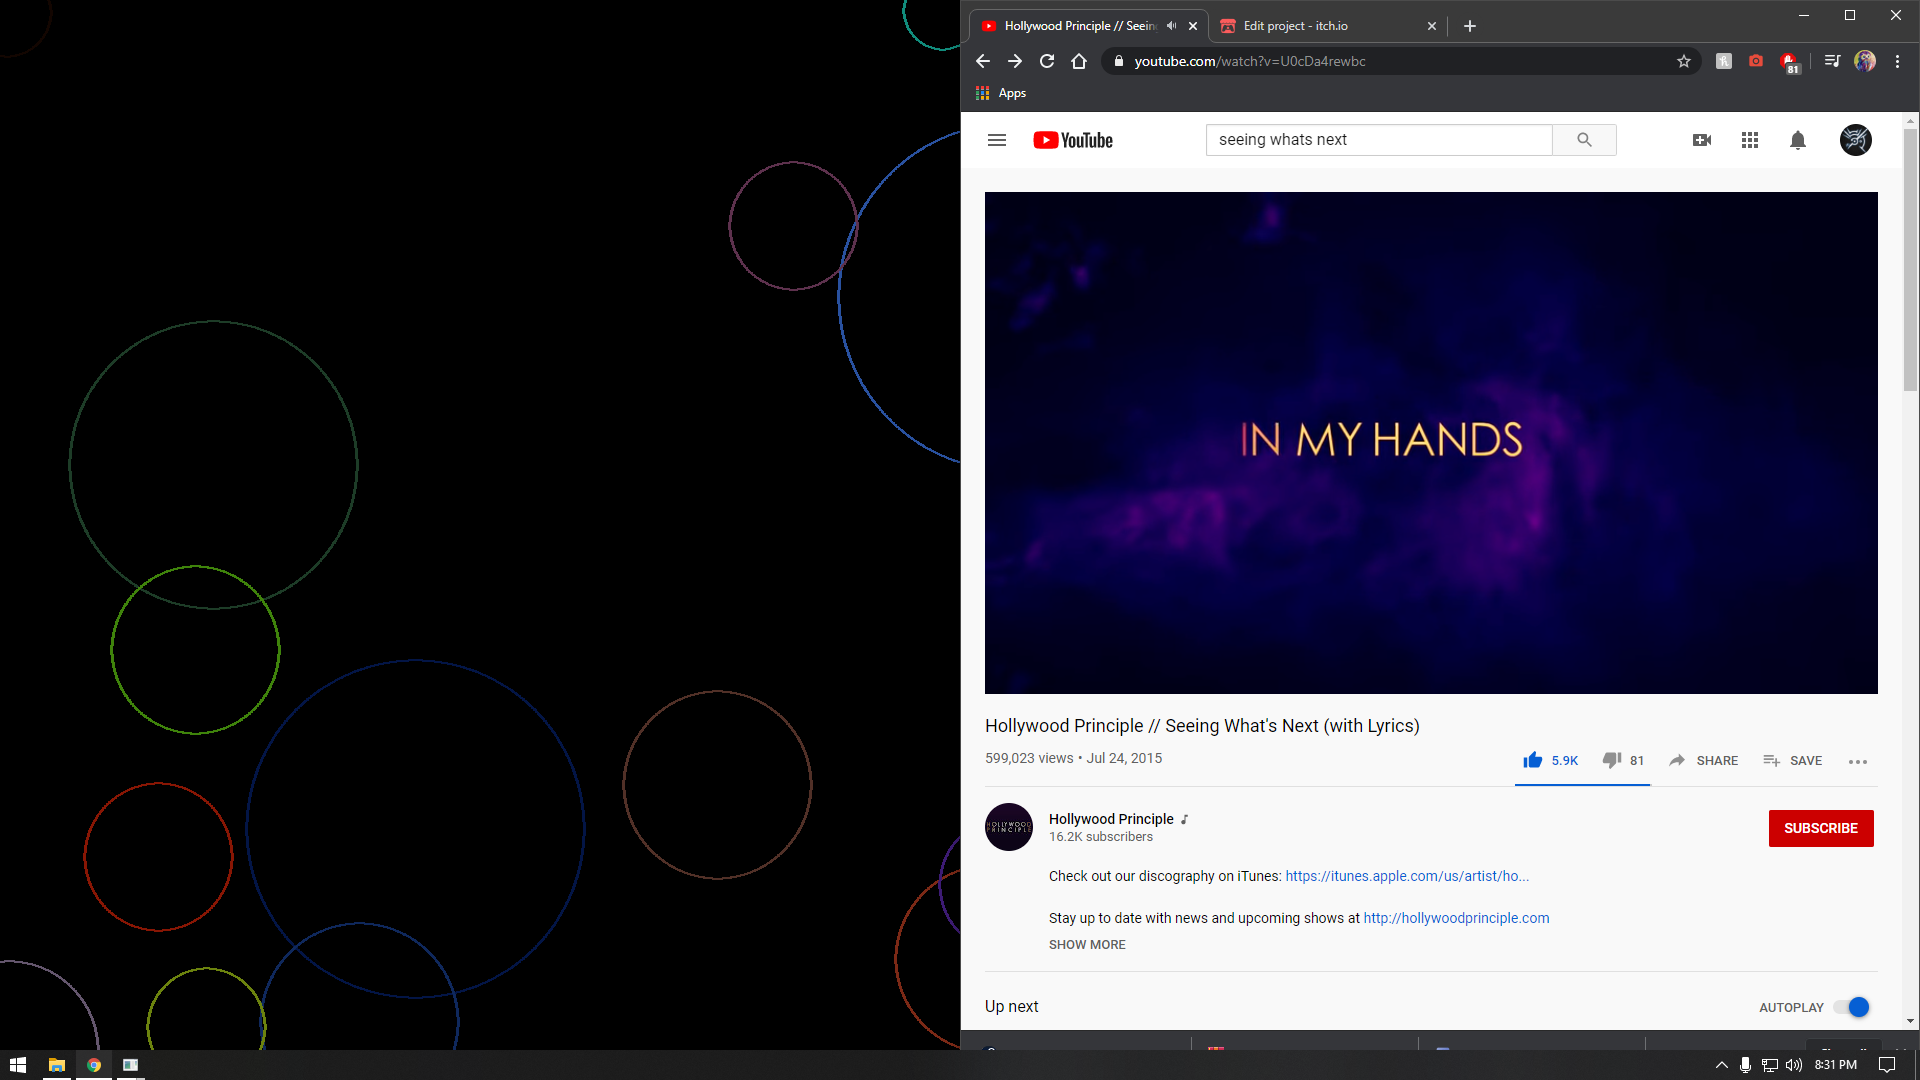 Hollywood Principle // Seein
Edit project - itch.io
youtube.com/watch?v=U0cDa4rewbc
81
Apps
YouTube
seeing whats next
IN MY HANDS
Hollywood Principle // Seeing What's Next (with Lyrics)
599,023 views • Jul 24, 2015
5.9K
81
SHARE
SAVE
HOLLYWOOD
PRINCIPLE
Hollywood Principle
16.2K subscribers
SUBSCRIBE
Check out our discography on iTunes: https://itunes.apple.com/us/artist/ho...
Stay up to date with news and upcoming shows at http://hollywoodprinciple.com
SHOW MORE
Up next
AUTOPLAY
8:31 PM